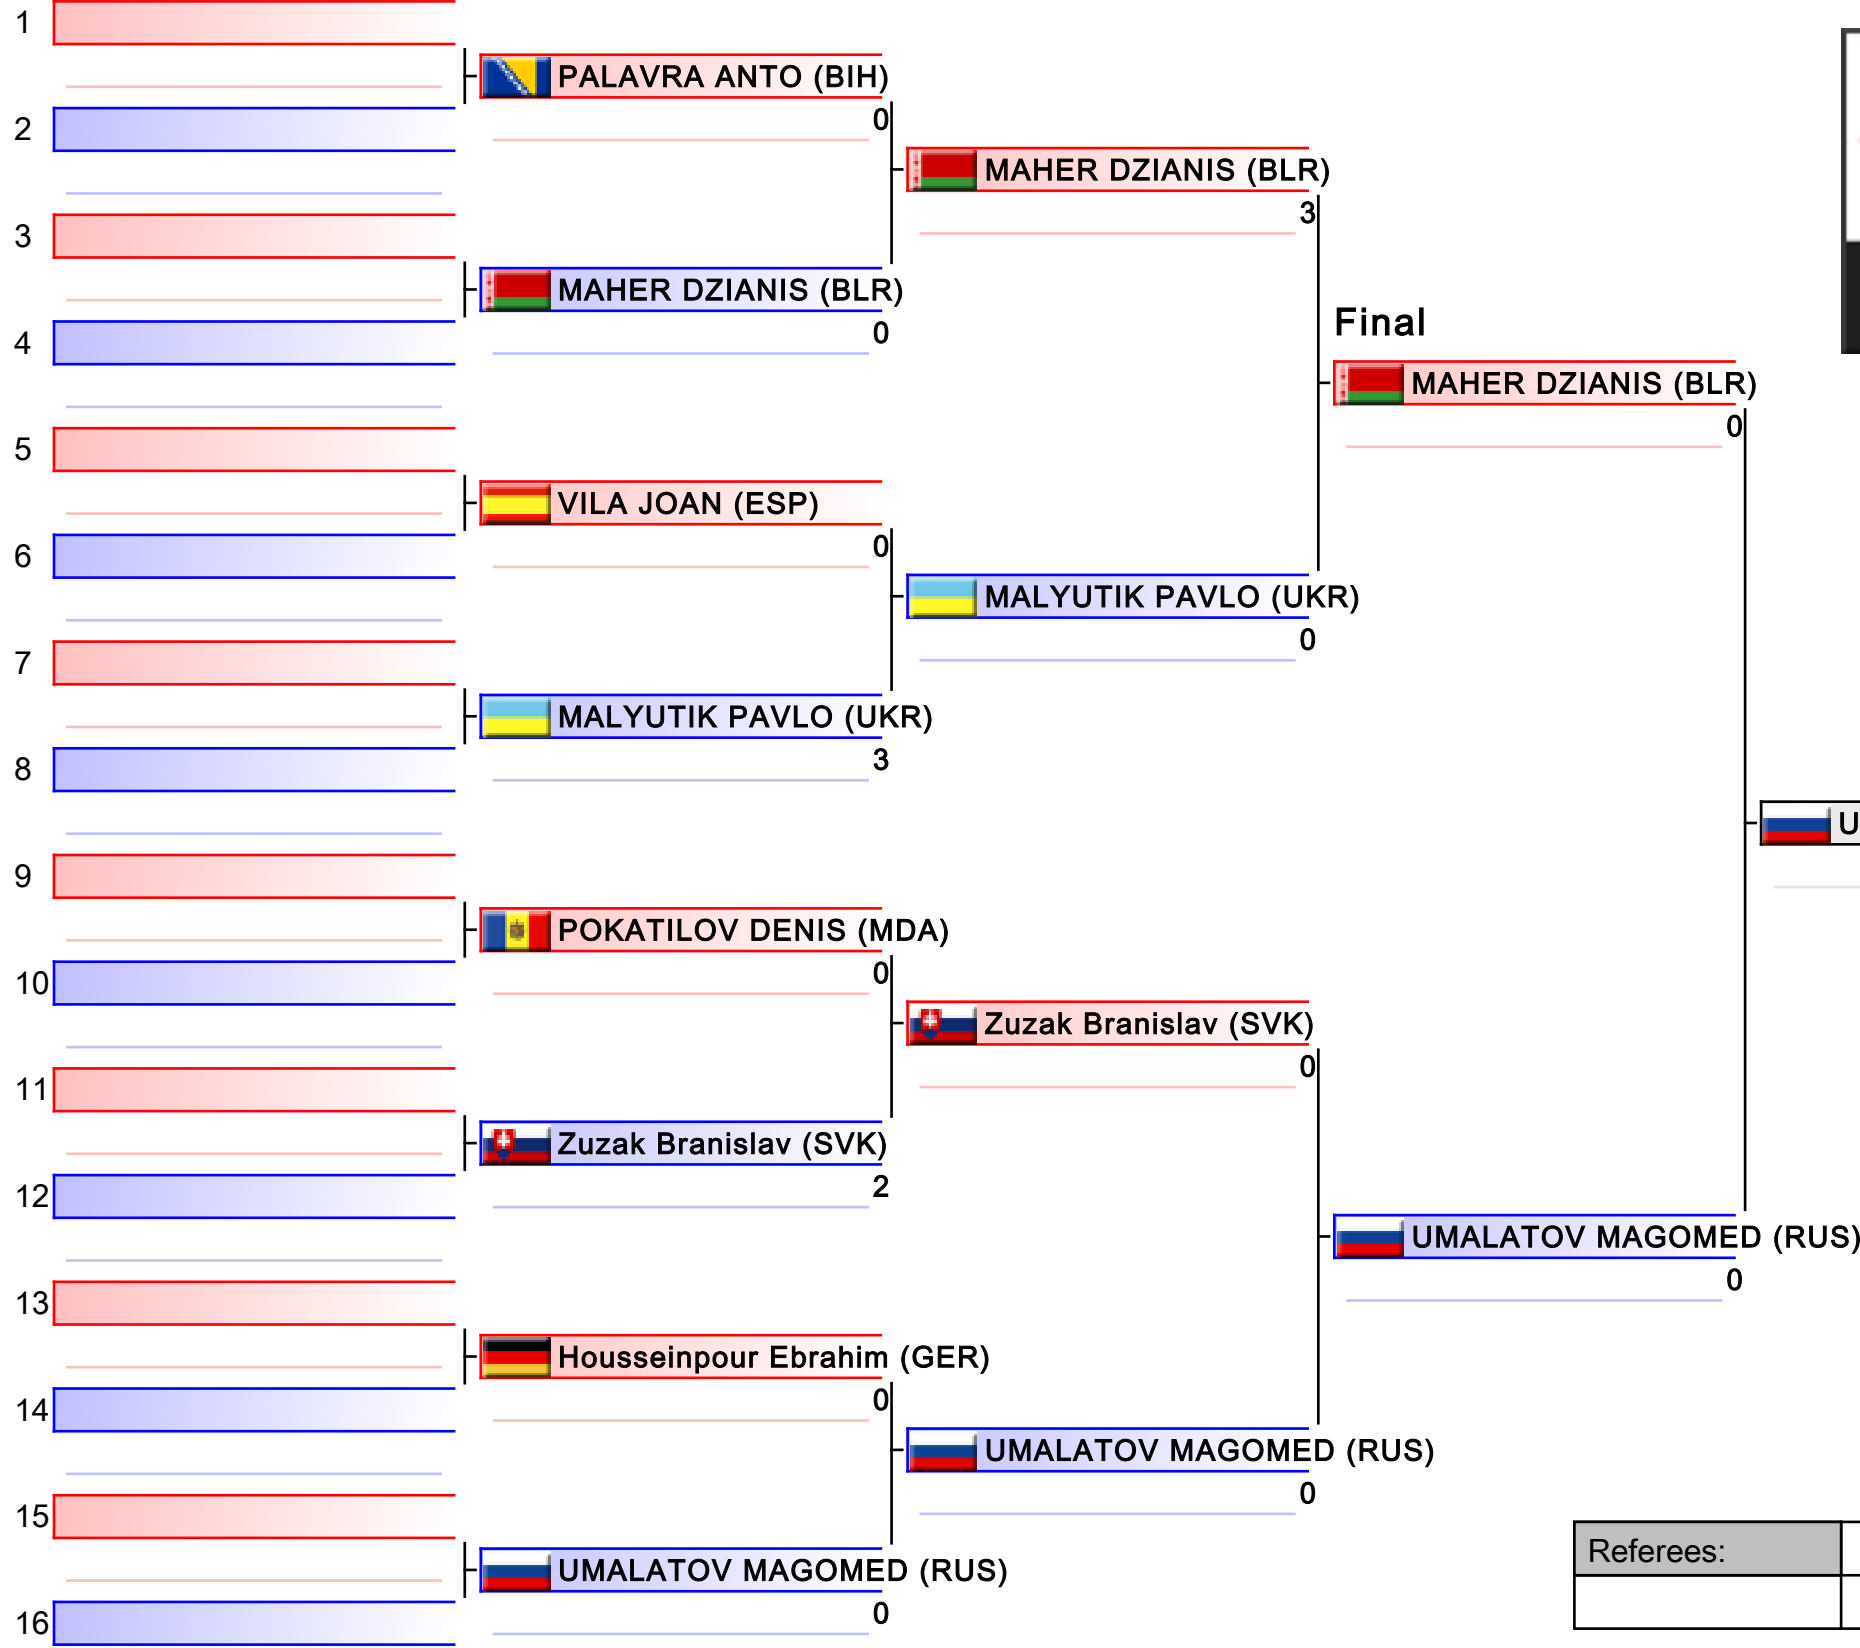 1
PALAVRA ANTO (BIH)
0
2
MAHER DZIANIS (BLR)
3
3
MAHER DZIANIS (BLR)
0
4
Final
MAHER DZIANIS (BLR)
0
5
VILA JOAN (ESP)
0
6
MALYUTIK PAVLO (UKR)
0
7
MALYUTIK PAVLO (UKR)
3
8
U
9
POKATILOV DENIS (MDA)
0
10
Zuzak Branislav (SVK)
0
11
Zuzak Branislav (SVK)
2
12
UMALATOV MAGOMED (RUS)
0
13
Housseinpour Ebrahim (GER)
0
14
UMALATOV MAGOMED (RUS)
0
15
Referees:
UMALATOV MAGOMED (RUS)
0
16